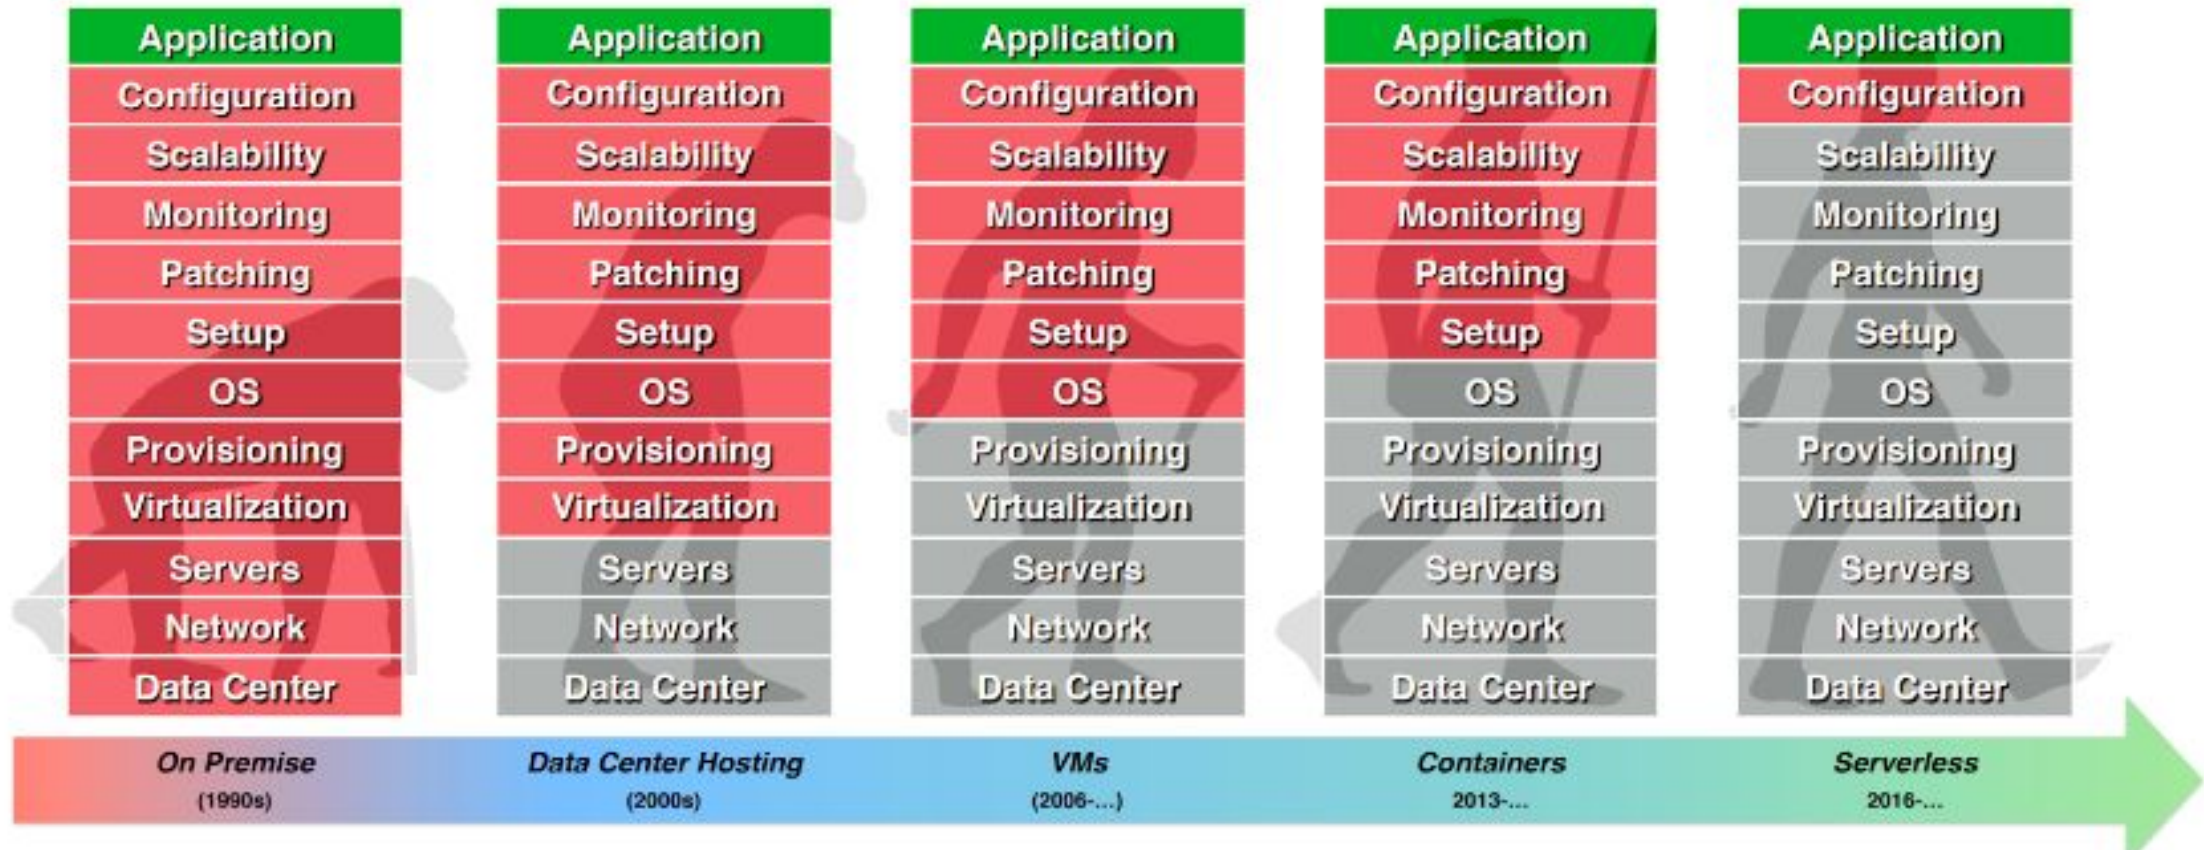 Application
Configuration
Scalability
Monitoring
Patching
Setup
OS
Provisioning
Virtualization
Servers
Network
Data Center
Application
Configuration
Scalability
Monitoring
Patching
Setup
OS
Provisioning
Virtualization
Servers
Network
Data Center
Application
Configuration
Scalability
Monitoring
Patching
Setup
OS
Provisioning
Virtualization
Servers
Network
Data Center
Application
Configuration
Scalability
Monitoring
Patching
Setup
OS
Provisioning
Virtualization
Servers
Network
Data Center
Application
Configuration
Scalability
Monitoring
Patching
Setup
OS
Provisioning
Virtualization
Servers
Network
Data Center
On Premise
(1990s)
Data Center Hosting
(2000s)
VMs
(2006-...)
Containers
2013-...
Serverless
2016-...